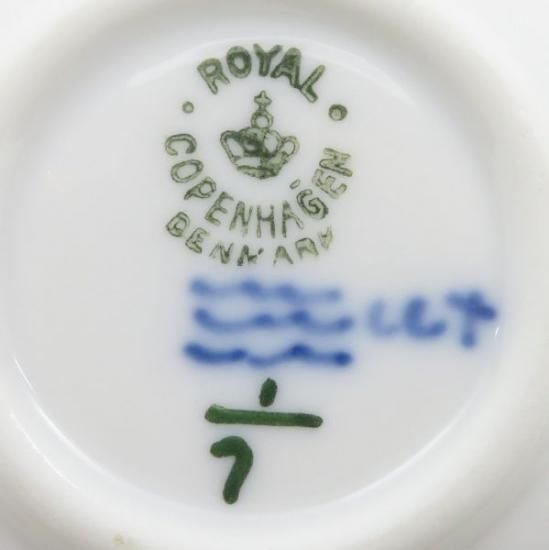 ROYAL
COPENHAGEN
DENMARK
1
7